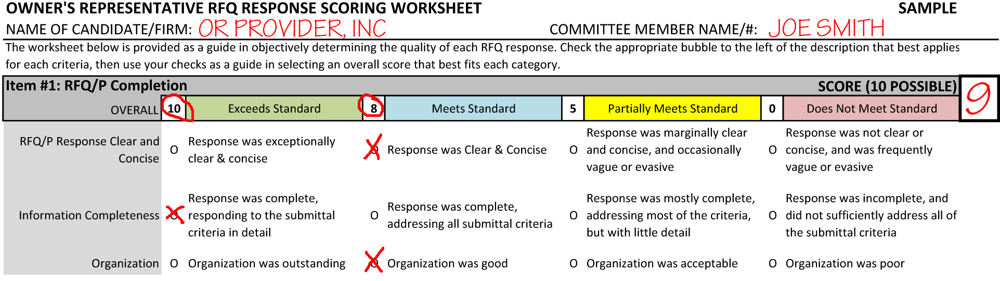 OWNER'S REPRESENTATIVE RFQ RESPONSE SCORING WORKSHEET SAMPLE
NAME OF CANDIDATE/FIRM: OR PROVIDER, INC COMMITTEE MEMBER NAME/#: JOE SMITH
The worksheet below is provided as a guide in objectively determining the quality of each RFQ response. Check the appropriate bubble to the left of the description that best applies
for each criteria, then use your checks as a guide in selecting an overall score that best fits each category.
Item #1: RFQ/P Completion SCORE (10 POSSIBLE) 9
OVERALL 10 Exceeds Standard 8 Meets Standard 5 Partially Meets Standard 0 Does Not Meet Standard
RFQ/P Response Clear and
Concise
O Response was exceptionally
clear & concise
X Response was Clear & Concise
O Response was marginally clear
and concise, and occasionally
vague or evasive
O Response was not clear or
concise, and was frequently
vague or evasive
Information Completeness
X Response was complete,
responding to the submittal
criteria in detail
O Response was complete,
addressing all submittal criteria
O Response was mostly complete,
addressing most of the criteria,
but with little detail
O Response was incomplete, and
did not sufficiently address all of
the submittal criteria
Organization O Organization was outstanding X Organization was good O Organization was acceptable O Organization was poor